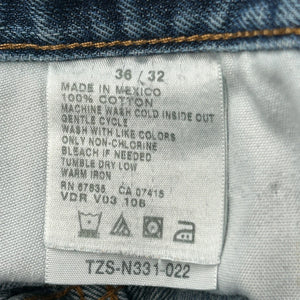 36 / 32
MADE IN MEXICO
100% COTTON
MACHINE WASH COLD INSIDE OUT
GENTLE CYCLE
WASH WITH LIKE COLORS
ONLY NON-CHLORINE
BLEACH IF NEEDED
TUMBLE DRY LOW
WARM IRON
RN 67835 CA 07415
VDR V03 106
TZS-N331-022